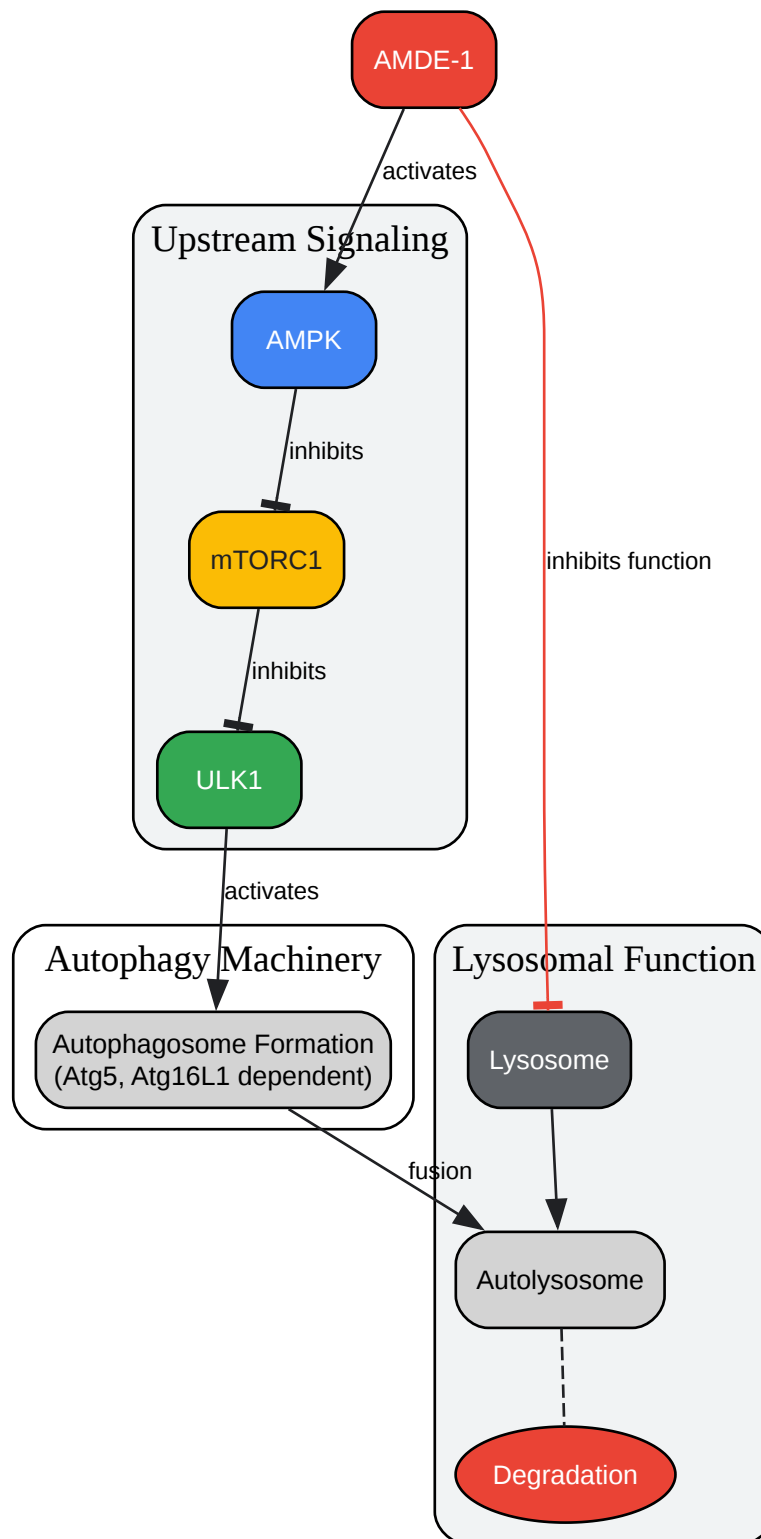 AMDE-1
activates
Upstream Signaling
AMPK
inhibits
mTORC1
inhibits function
inhibits
ULK1
activates
Autophagy Machinery
Lysosomal Function
Autophagosome Formation
(Atg5, Atg16L1 dependent)
Lysosome
fusion
Autolysosome
Degradation